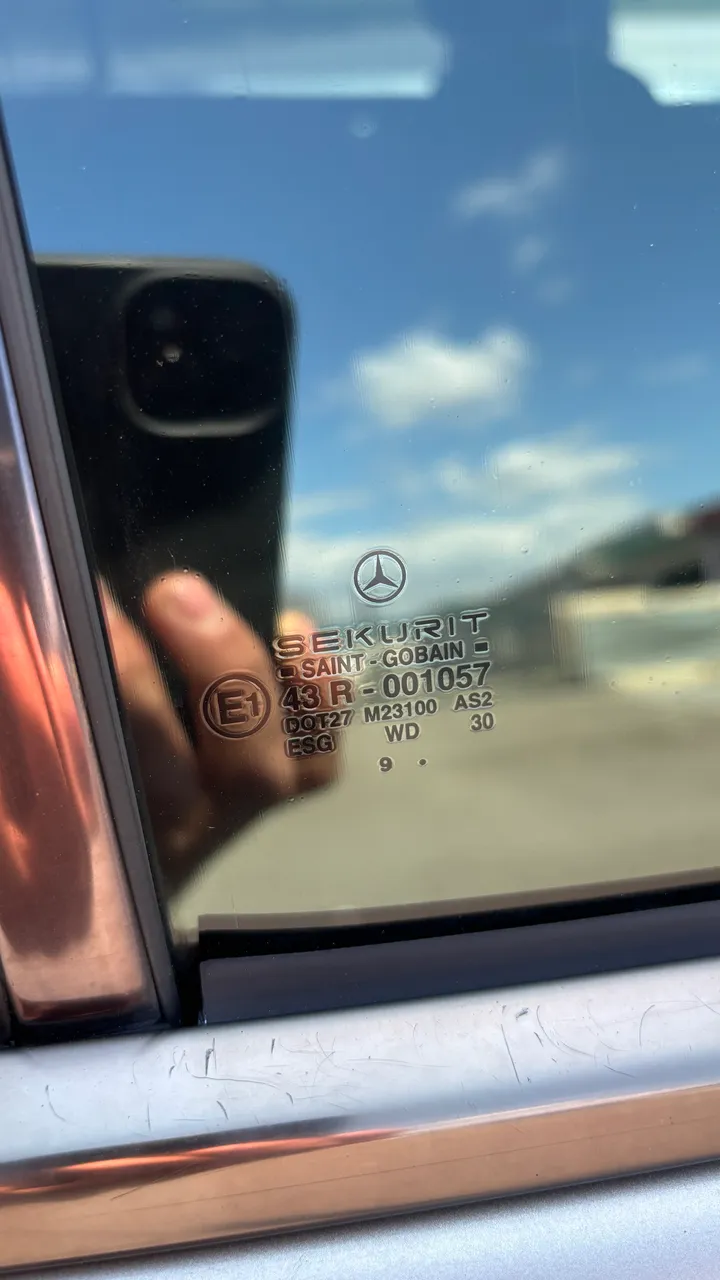 SEKURIT
▪ SAINT-GOBAIN ▪
E1 43 R - 001057
DOT27 M23100 AS2
ESG WD 30
9 .